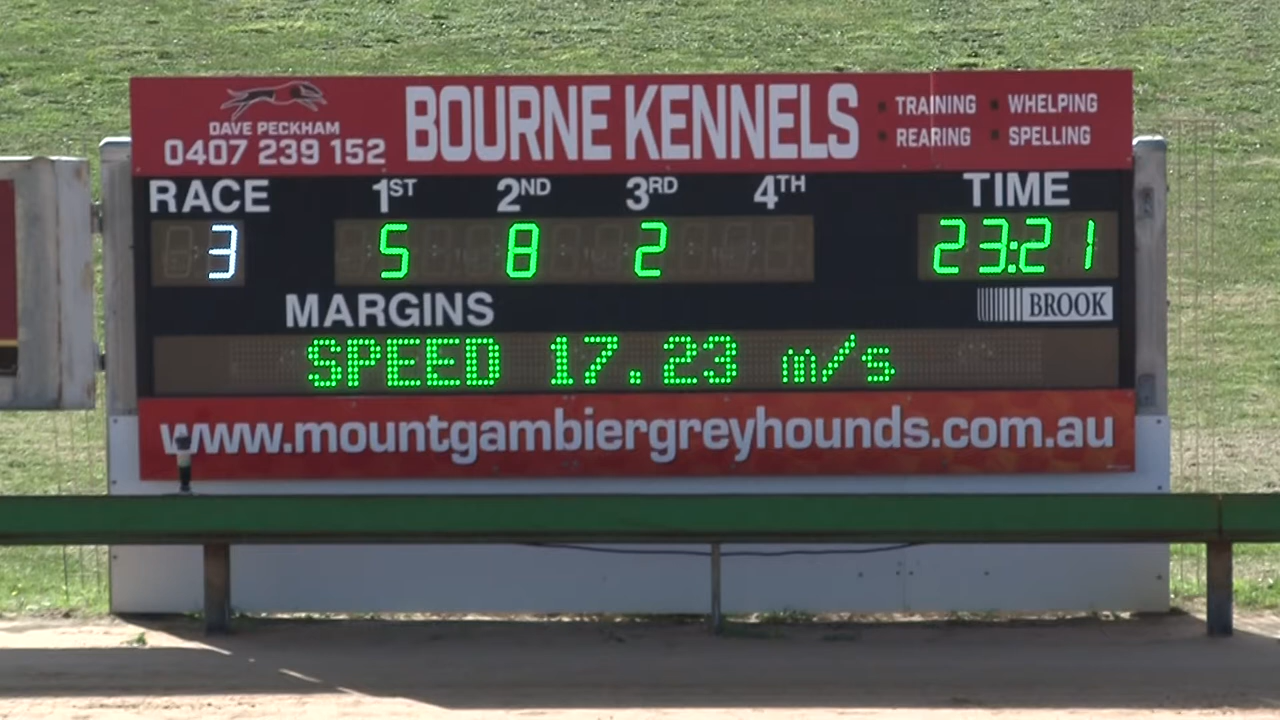 DAVE PECKHAM
0407 239 152
BOURNE KENNELS
TRAINING WHELPING
REARING SPELLING
RACE 1ST 2ND 3RD 4TH TIME
3 5 8 2 23:21
MARGINS BROOK
SPEED 17.23 m/s
www.mountgambiergreyhounds.com.au